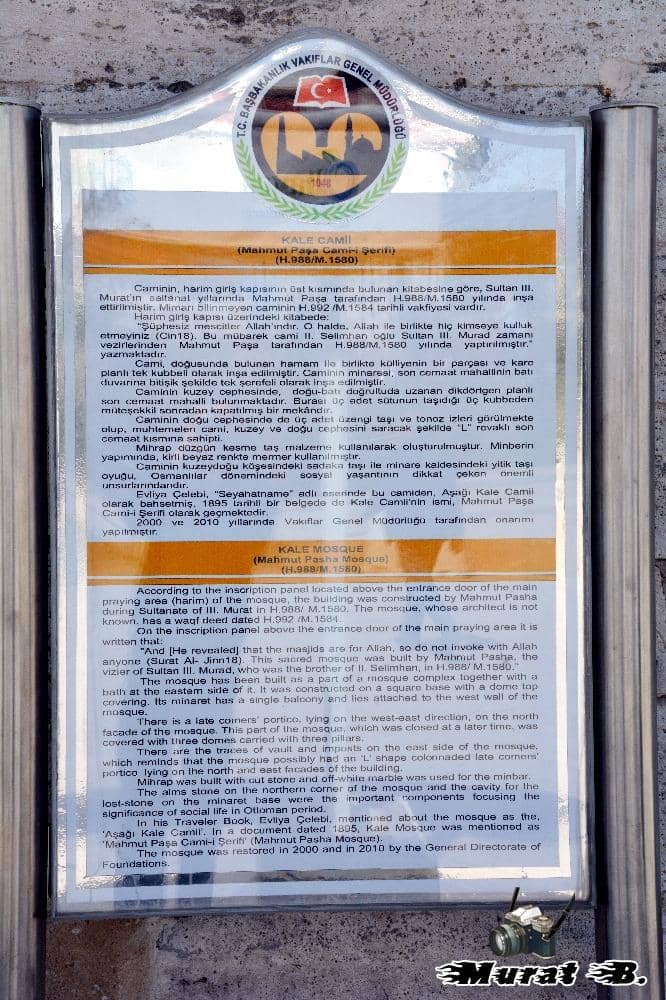 T.C. BAŞBAKANLIK VAKIFLAR GENEL MÜDÜRLÜĞÜ
1048
KALE CAMİİ
(Mahmut Paşa Cami-i Şerifi)
(H.988/M.1580)
Caminin, harim giriş kapısının üst kısmında bulunan kitabesine göre, Sultan III.
Murat'ın saltanat yıllarında Mahmut Paşa tarafından H.988/M.1580 yılında inşa
ettirilmiştir. Mimarı bilinmeyen caminin H.992 /M.1584 tarihli vakfiyesi vardır.
Harim giriş kapısı üzerindeki kitabede:
"Şüphesiz mescitler Allah'ındır. O halde, Allah ile birlikte hiç kimseye kulluk
etmeyiniz (Cin18). Bu mübarek cami II. Selimhan oğlu Sultan III. Murad zamanı
vezirlerinden Mahmut Paşa tarafından H.988/M.1580 yılında yaptırılmıştır."
yazmaktadır.
Cami, doğusunda bulunan hamam ile birlikte külliyenin bir parçası ve kare
planlı tek kubbeli olarak inşa edilmiştir. Caminin minaresi, son cemaat mahallinin batı
duvarına bitişik şekilde tek şerefeli olarak inşa edilmiştir.
Caminin kuzey cephesinde, doğu-batı doğrultuda uzanan dikdörtgen planlı
son cemaat mahalli bulunmaktadır. Burası üç adet sütunun taşıdığı üç kubbeden
müteşekkil sonradan kapatılmış bir mekândır.
Caminin doğu cephesinde de üç adet üzengi taşı ve tonoz izleri görülmekte
olup, muhtemelen cami, kuzey ve doğu cephesini saracak şekilde "L" revaklı son
cemaat kısmına sahipti.
Mihrap düzgün kesme taş malzeme kullanılarak oluşturulmuştur. Minberin
yapımında, kirli beyaz renkte mermer kullanılmıştır.
Caminin kuzeydoğu köşesindeki sadaka taşı ile minare kaidesindeki yitik taşı
oyuğu, Osmanlılar dönemindeki sosyal yaşantının dikkat çeken önemli
unsurlarındandır.
Evliya Çelebi, "Seyahatname" adlı eserinde bu camiden, Aşağı Kale Camii
olarak bahsetmiş, 1895 tarihli bir belgede de Kale Camii'nin ismi, Mahmut Paşa
Cami-i Şerifi olarak geçmektedir.
2000 ve 2010 yıllarında Vakıflar Genel Müdürlüğü tarafından onarımı
yapılmıştır.
KALE MOSQUE
(Mahmut Pasha Mosque)
(H.988/M.1580)
According to the inscription panel located above the entrance door of the main
praying area (harim) of the mosque, the building was constructed by Mahmut Pasha
during Sultanate of III. Murat in H.988/ M.1580. The mosque, whose architect is not
known, has a waqf deed dated H.992 /M.1584.
On the inscription panel above the entrance door of the main praying area it is
written that:
"And [He revealed] that the masjids are for Allah, so do not invoke with Allah
anyone (Surat Al- Jinn18). This sacred mosque was built by Mahmut Pasha, the
vizier of Sultan III. Murad, who was the brother of II. Selimhan, in H.988/ M.1580."
The mosque has been built as a part of a mosque complex together with a
bath at the eastern side of it. It was constructed on a square base with a dome top
covering. Its minaret has a single balcony and lies attached to the west wall of the
mosque.
There is a late comers' portico, lying on the west-east direction, on the north
facade of the mosque. This part of the mosque, which was closed at a later time, was
covered with three domes carried with three pillars.
There are the traces of vault and imposts on the east side of the mosque,
which reminds that the mosque possibly had an 'L' shape colonnaded late comers'
portico lying on the north and east facades of the building.
Mihrap was built with cut stone and off-white marble was used for the minbar.
The alms stone on the northern corner of the mosque and the cavity for the
lost-stone on the minaret base were the important components focusing the
significance of social life in Ottoman period.
In his Traveler Book, Evliya Çelebi, mentioned about the mosque as the,
'Aşağı Kale Camii'. In a document dated 1895, Kale Mosque was mentioned as
'Mahmut Paşa Cami-i Şerifi' (Mahmut Pasha Mosque).
The mosque was restored in 2000 and in 2010 by the General Directorate of
Foundations.
Murat B.